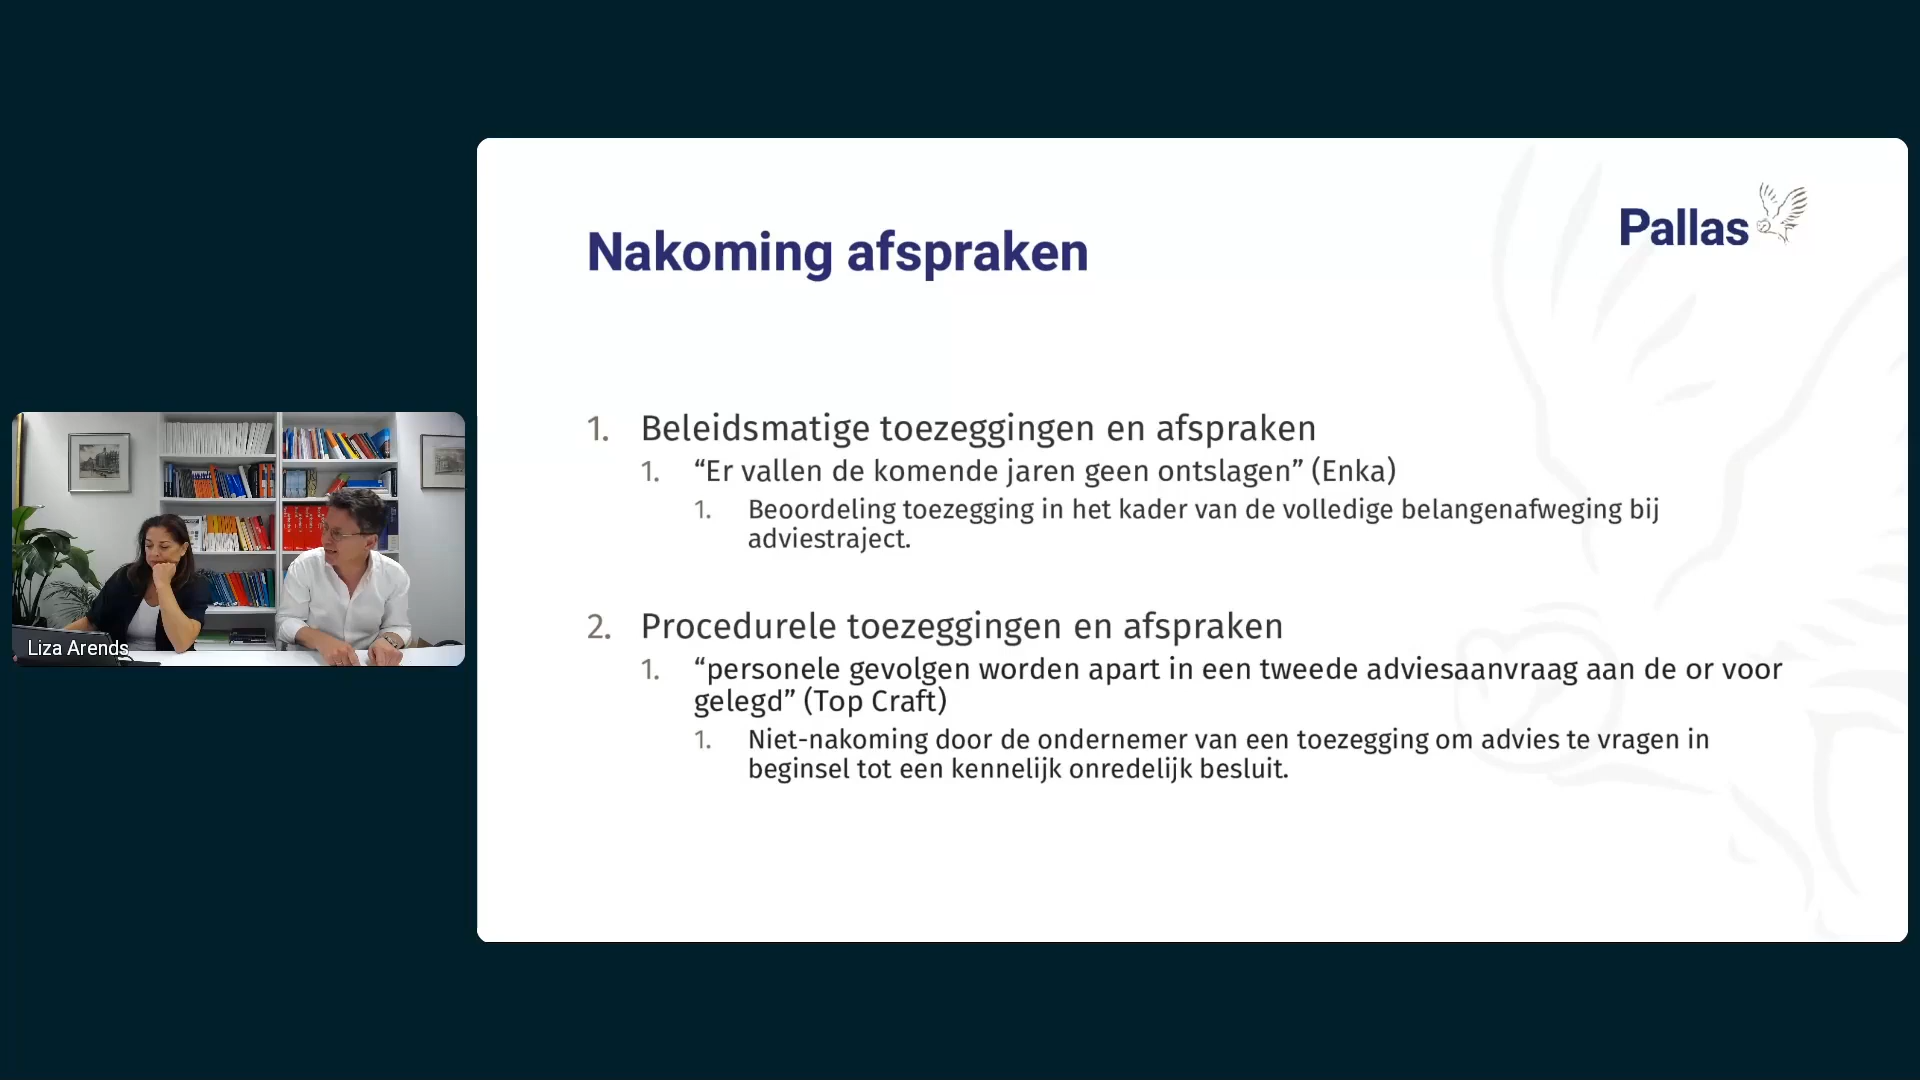 Pallas
Nakoming afspraken
1. Beleidsmatige toezeggingen en afspraken
1. “Er vallen de komende jaren geen ontslagen” (Enka)
1. Beoordeling toezegging in het kader van de volledige belangenafweging bij
adviestraject.
2. Procedurele toezeggingen en afspraken
1. “personele gevolgen worden apart in een tweede adviesaanvraag aan de or voor
gelegd” (Top Craft)
1. Niet-nakoming door de ondernemer van een toezegging om advies te vragen in
beginsel tot een kennelijk onredelijk besluit.
Liza Arends